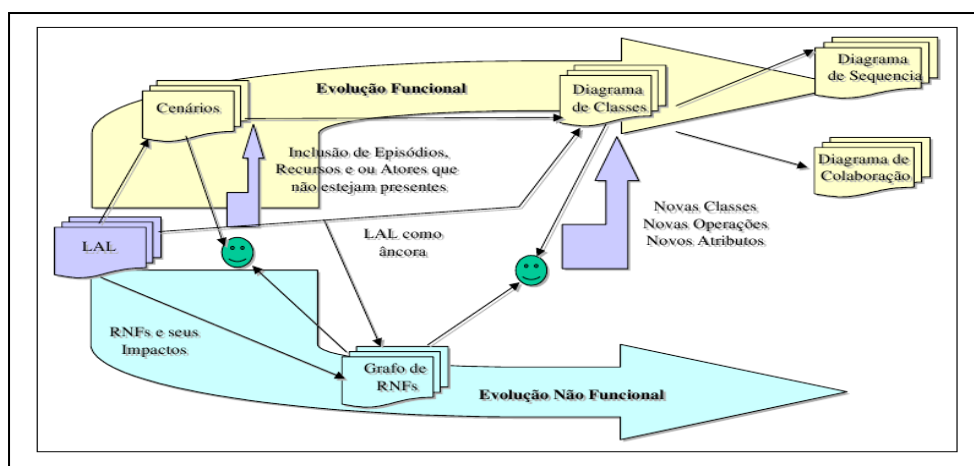 Diagrama
de Sequencia
Evolução Funcional
Diagrama
de Classes
Cenários
Inclusão de Episódios,
Recursos e ou Atores que
não estejam presentes
Diagrama de
Colaboração
Novas Classes
Novas Operações
Novos Atributos
LAL
LAL como
âncora
RNFs e seus
Impactos
Grafo de
RNFs
Evolução Não Funcional